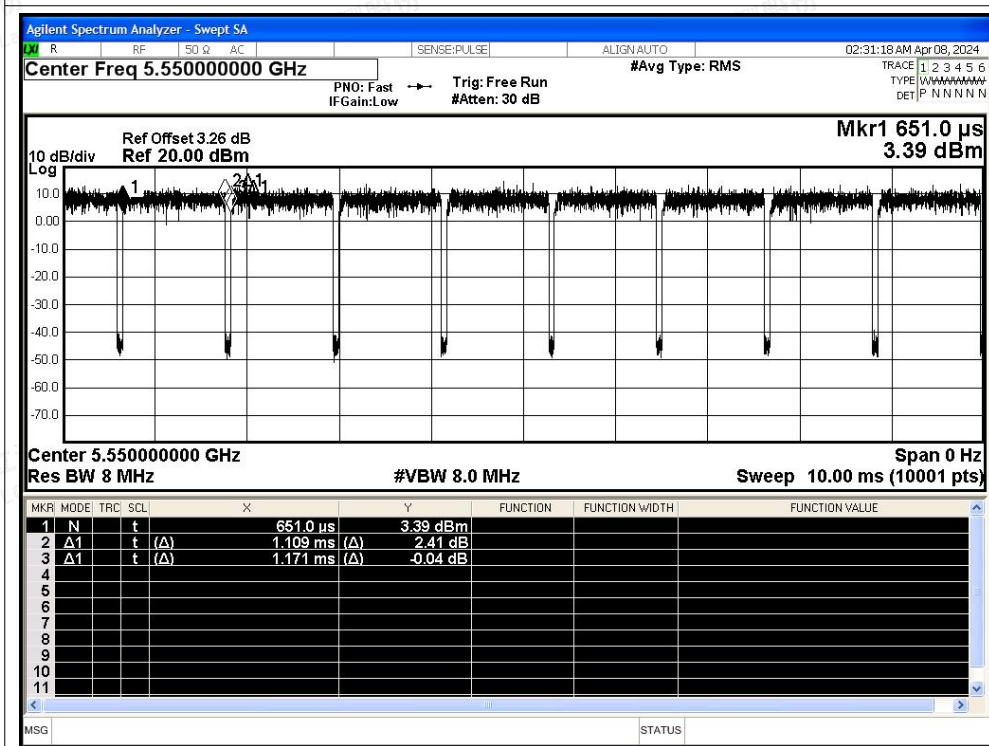 Agilent Spectrum Analyzer - Swept SA
LXI R RF 50 Ω AC SENSE:PULSE ALIGN AUTO 02:31:18 AM Apr 08, 2024
Center Freq 5.550000000 GHz #Avg Type: RMS TRACE 1 2 3 4 5 6
PNO: Fast Trig: Free Run TYPE WWWWWW
IFGain:Low #Atten: 30 dB DET P N N N N N
Mkr1 651.0 µs
Ref Offset 3.26 dB
10 dB/div Ref 20.00 dBm 3.39 dBm
Log
1 2Δ1
10.0
0.00
-10.0
-20.0
-30.0
-40.0
-50.0
-60.0
-70.0
Center 5.550000000 GHz Span 0 Hz
Res BW 8 MHz #VBW 8.0 MHz Sweep 10.00 ms (10001 pts)
MKR MODE TRC SCL X Y FUNCTION FUNCTION WIDTH FUNCTION VALUE
1 N t 651.0 µs 3.39 dBm
2 Δ1 t (Δ) 1.109 ms (Δ) 2.41 dB
3 Δ1 t (Δ) 1.171 ms (Δ) -0.04 dB
4
5
6
7
8
9
10
11
MSG STATUS